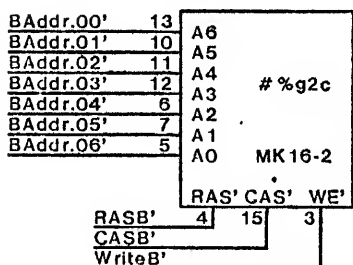 BAddr.00' 13 A6
BAddr.01' 10 A5
BAddr.02' 11 A4
BAddr.03' 12 A3
BAddr.04' 6 A2
BAddr.05' 7 A1
BAddr.06' 5 A0
#%g2c
MK16-2
RAS' CAS' WE'
RASB' 4 15 3
CASB'
WriteB'